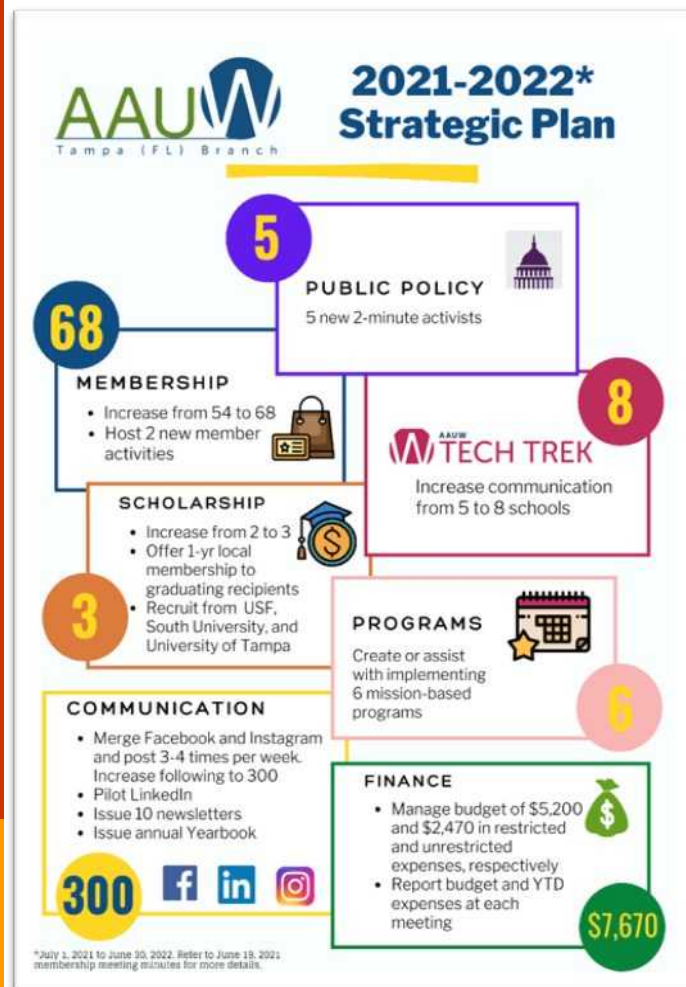 AAUW
Tampa (FL) Branch
2021-2022*
Strategic Plan
5
PUBLIC POLICY
5 new 2-minute activists
68
MEMBERSHIP
• Increase from 54 to 68
• Host 2 new member
activities
8
AAUW
TECH TREK
Increase communication
from 5 to 8 schools
SCHOLARSHIP
• Increase from 2 to 3
• Offer 1-yr local
membership to
graduating recipients
• Recruit from USF,
South University, and
University of Tampa
3
PROGRAMS
Create or assist
with implementing
6 mission-based
programs
6
COMMUNICATION
• Merge Facebook and Instagram
and post 3-4 times per week.
Increase following to 300
• Pilot LinkedIn
• Issue 10 newsletters
• Issue annual Yearbook
300
f
in
FINANCE
• Manage budget of $5,200
and $2,470 in restricted
and unrestricted
expenses, respectively
• Report budget and YTD
expenses at each
meeting
$
$7,670
*July 1, 2021 to June 30, 2022. Refer to June 19, 2021
membership meeting minutes for more details.